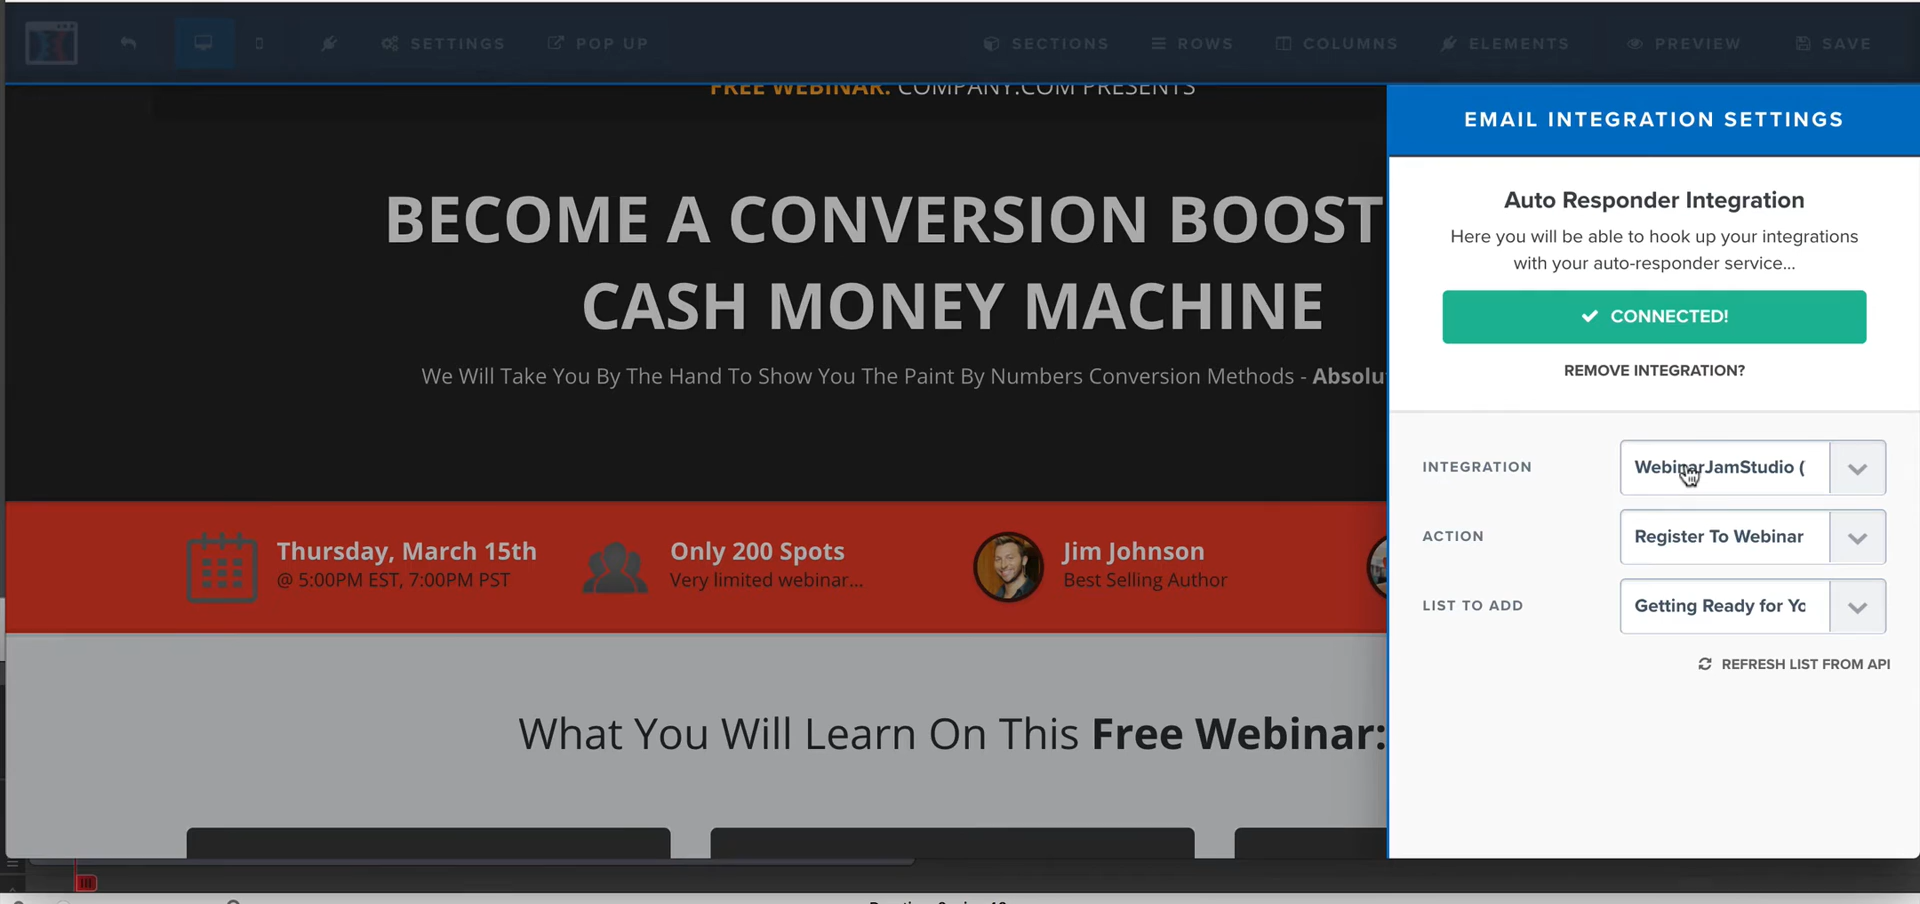 SETTINGS
POP UP
SECTIONS
ROWS
COLUMNS
ELEMENTS
PREVIEW
SAVE
FREE WEBINAR: COMPANY.COM PRESENTS
BECOME A CONVERSION BOOST
CASH MONEY MACHINE
We Will Take You By The Hand To Show You The Paint By Numbers Conversion Methods -
Thursday, March 15th
@ 5:00PM EST, 7:00PM PST
Only 200 Spots
Very limited webinar...
Jim Johnson
Best Selling Author
What You Will Learn On This Free Webinar:
EMAIL INTEGRATION SETTINGS
Auto Responder Integration
Here you will be able to hook up your integrations
with your auto-responder service...
CONNECTED!
REMOVE INTEGRATION?
INTEGRATION
WebinarJamStudio (
ACTION
Register To Webinar
LIST TO ADD
Getting Ready for Yo
REFRESH LIST FROM API